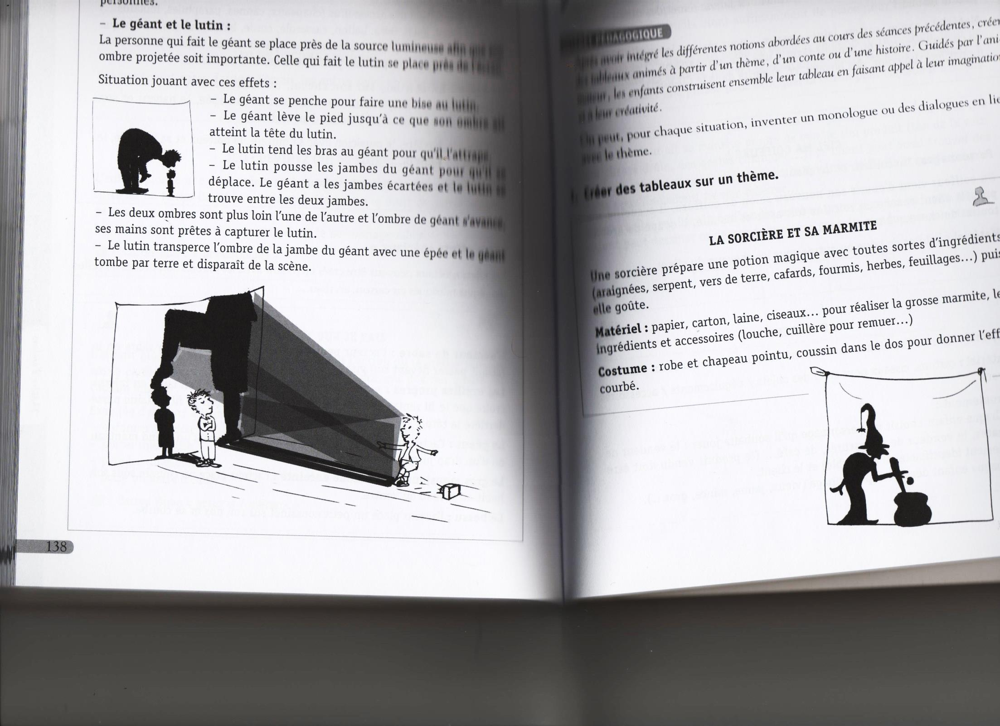 personnes.
– Le géant et le lutin :
La personne qui fait le géant se place près de la source lumineuse afin que
ombre projetée soit importante. Celle qui fait le lutin se place près de
Situation jouant avec ces effets :
– Le géant se penche pour faire une bise au lutin.
– Le géant lève le pied jusqu'à ce que son ombre ait
atteint la tête du lutin.
– Le lutin tend les bras au géant pour qu'il l'attrape.
– Le lutin pousse les jambes du géant pour qu'il se
déplace. Le géant a les jambes écartées et le lutin se
trouve entre les deux jambes.
– Les deux ombres sont plus loin l'une de l'autre et l'ombre de géant s'avance,
ses mains sont prêtes à capturer le lutin.
– Le lutin transperce l'ombre de la jambe du géant avec une épée et le géant
tombe par terre et disparaît de la scène.
138
PÉDAGOGIQUE
Après avoir intégré les différentes notions abordées au cours des séances précédentes, créer
des tableaux animés à partir d'un thème, d'un conte ou d'une histoire. Guidés par l'ani-
mateur, les enfants construisent ensemble leur tableau en faisant appel à leur imagination
et à leur créativité.
On peut, pour chaque situation, inventer un monologue ou des dialogues en lie
avec le thème.
Créer des tableaux sur un thème.
LA SORCIÈRE ET SA MARMITE
Une sorcière prépare une potion magique avec toutes sortes d'ingrédients
(araignées, serpent, vers de terre, cafards, fourmis, herbes, feuillages...) puis
elle goûte.
Matériel : papier, carton, laine, ciseaux... pour réaliser la grosse marmite, le
ingrédients et accessoires (louche, cuillère pour remuer...)
Costume : robe et chapeau pointu, coussin dans le dos pour donner l'eff
courbé.